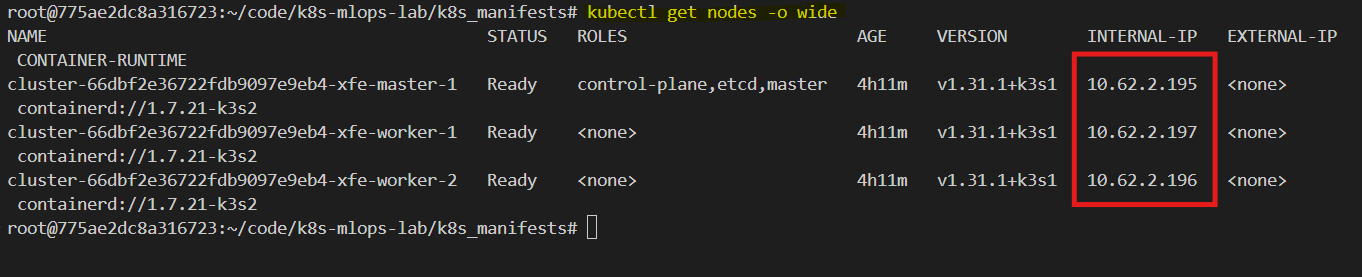 root@775ae2dc8a316723:~/code/k8s-mlops-lab/k8s_manifests# kubectl get nodes -o wide
NAME STATUS ROLES AGE VERSION INTERNAL-IP EXTERNAL-IP
CONTAINER-RUNTIME
cluster-66dbf2e36722fdb9097e9eb4-xfe-master-1 Ready control-plane,etcd,master 4h11m v1.31.1+k3s1 10.62.2.195 <none>
containerd://1.7.21-k3s2
cluster-66dbf2e36722fdb9097e9eb4-xfe-worker-1 Ready <none> 4h11m v1.31.1+k3s1 10.62.2.197 <none>
containerd://1.7.21-k3s2
cluster-66dbf2e36722fdb9097e9eb4-xfe-worker-2 Ready <none> 4h11m v1.31.1+k3s1 10.62.2.196 <none>
containerd://1.7.21-k3s2
root@775ae2dc8a316723:~/code/k8s-mlops-lab/k8s_manifests#